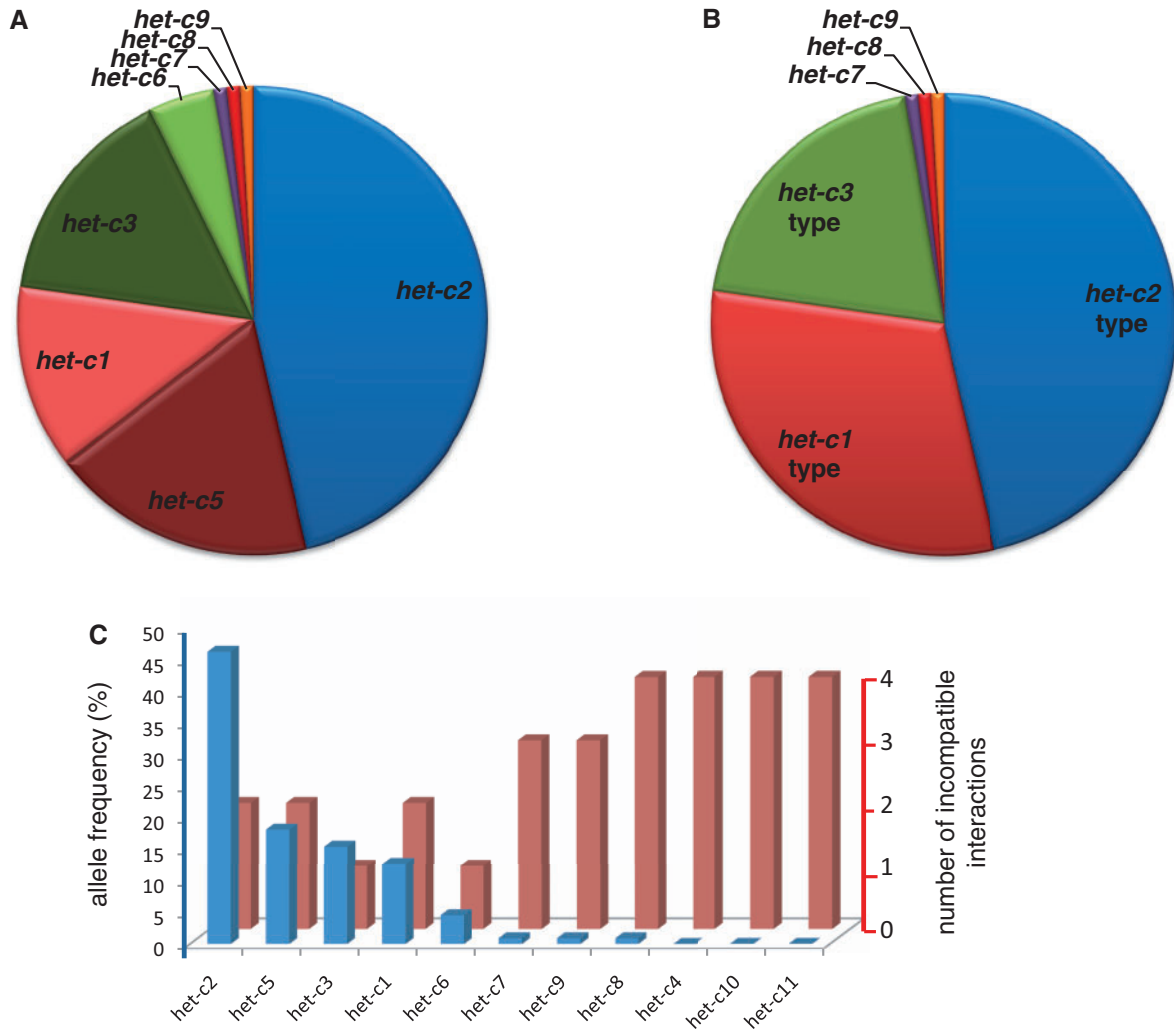 A
het-c9
het-c8
het-c7
het-c6
het-c3
het-c2
het-c1
het-c5
B
het-c9
het-c8
het-c7
het-c3
type
het-c2
type
het-c1
type
C
allele frequency (%)
50
45
40
35
30
25
20
15
10
5
0
4
3
2
1
0
number of incompatible
interactions
het-c2
het-c5
het-c3
het-c1
het-c6
het-c7
het-c9
het-c8
het-c4
het-c10
het-c11